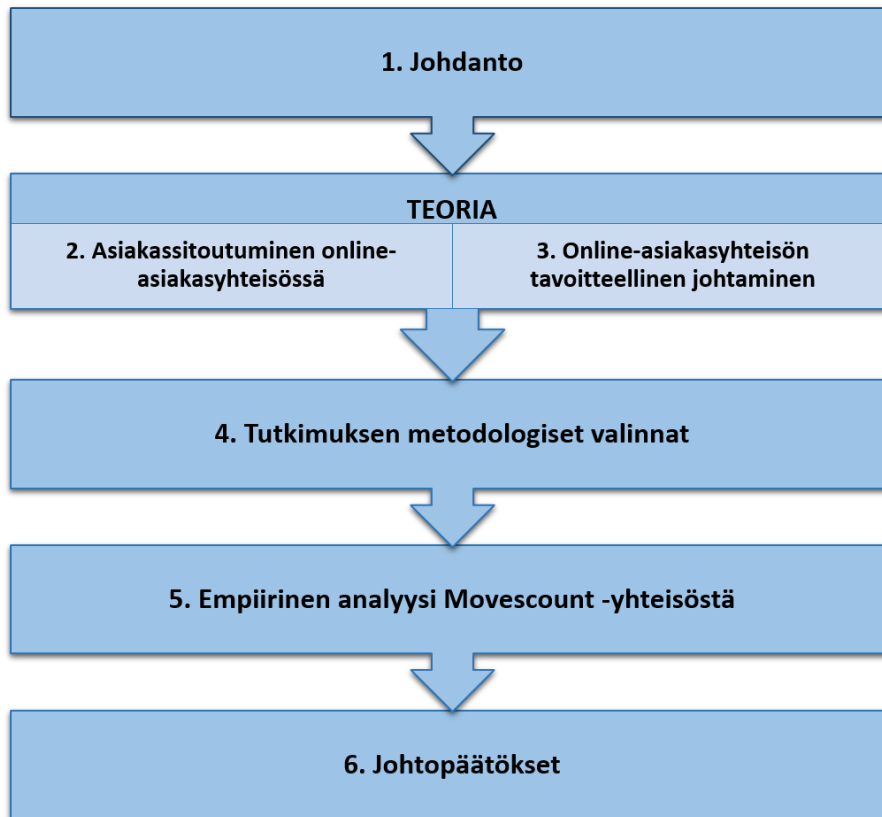 1. Johdanto
TEORIA
2. Asiakassitoutuminen online-
asiakasyhteisössä
3. Online-asiakasyhteisön
tavoitteellinen johtaminen
4. Tutkimuksen metodologiset valinnat
5. Empiirinen analyysi Movescount -yhteisöstä
6. Johtopäätökset